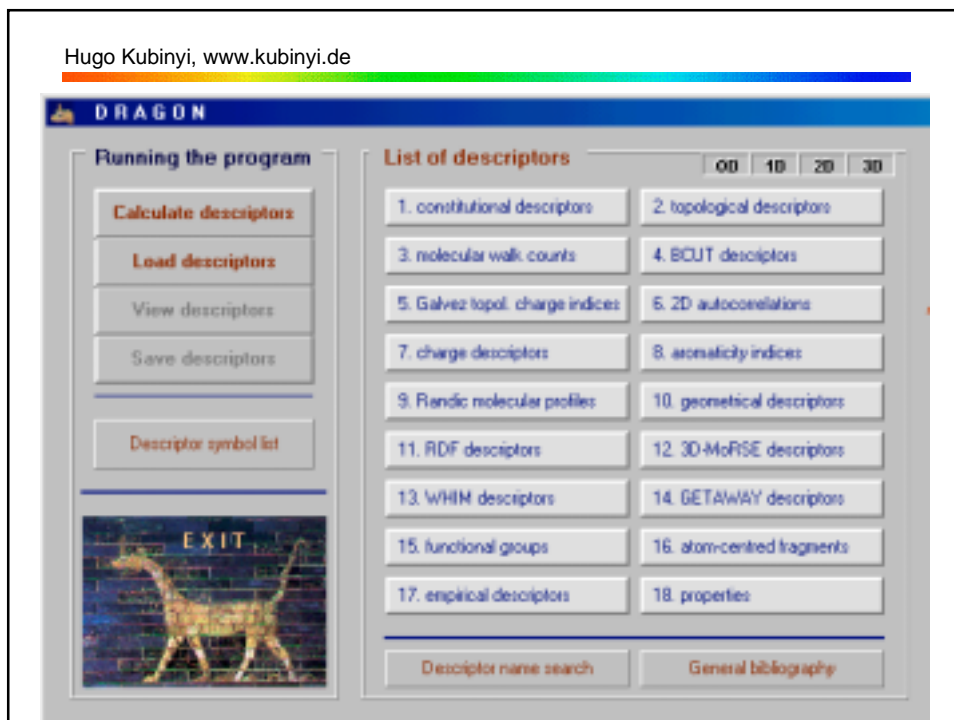 Hugo Kubinyi, www.kubinyi.de
DRAGON
Running the program
Calculate descriptors
Load descriptors
View descriptors
Save descriptors
Descriptor symbol list
EXIT
List of descriptors
0D 1D 2D 3D
1. constitutional descriptors
2. topological descriptors
3. molecular walk counts
4. BCUT descriptors
5. Galvez topol. charge indices
6. 2D autocorrelations
7. charge descriptors
8. aromaticity indices
9. Randic molecular profiles
10. geometrical descriptors
11. RDF descriptors
12. 3D-MoRSE descriptors
13. WHIM descriptors
14. GETAWAY descriptors
15. functional groups
16. atom-centred fragments
17. empirical descriptors
18. properties
Descriptor name search
General bibliography